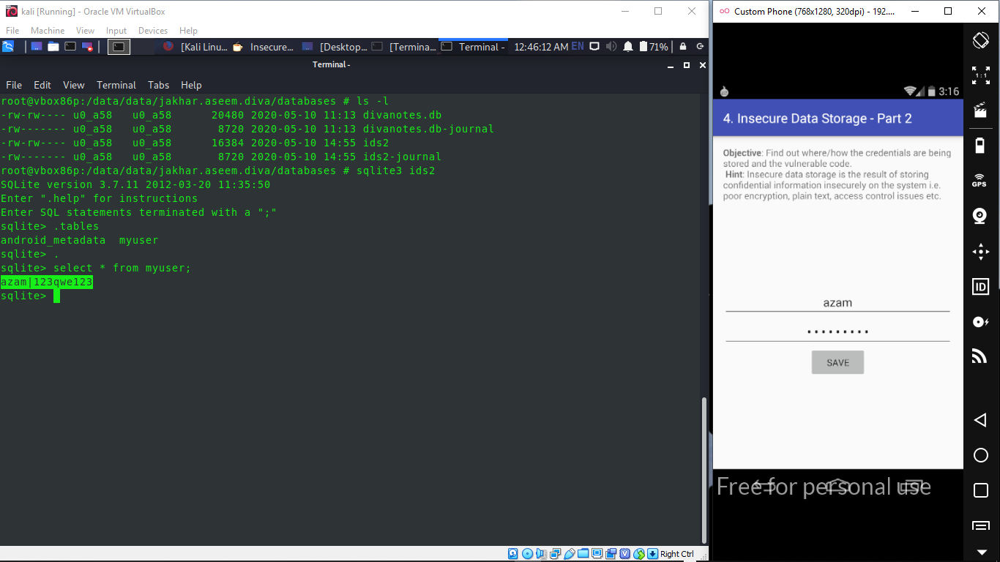 kali [Running] - Oracle VM VirtualBox
File Machine View Input Devices Help
[Kali Linu... Insecure... [Desktop... [Termina... Terminal - 12:46:12 AM EN 71%
Terminal -
File Edit View Terminal Tabs Help
root@vbox86p:/data/data/jakhar.aseem.diva/databases # ls -l
-rw-rw---- u0_a58 u0_a58 20480 2020-05-10 11:13 divanotes.db
-rw------- u0_a58 u0_a58 8720 2020-05-10 11:13 divanotes.db-journal
-rw-rw---- u0_a58 u0_a58 16384 2020-05-10 14:55 ids2
-rw------- u0_a58 u0_a58 8720 2020-05-10 14:55 ids2-journal
root@vbox86p:/data/data/jakhar.aseem.diva/databases # sqlite3 ids2
SQLite version 3.7.11 2012-03-20 11:35:50
Enter ".help" for instructions
Enter SQL statements terminated with a ";"
sqlite> .tables
android_metadata myuser
sqlite> .
sqlite> select * from myuser;
azam|123qwe123
sqlite>
Right Ctrl
Custom Phone (768x1280, 320dpi) - 192....
3:16
4. Insecure Data Storage - Part 2
Objective: Find out where/how the credentials are being
stored and the vulnerable code.
Hint: Insecure data storage is the result of storing
confidential information insecurely on the system i.e.
poor encryption, plain text, access control issues etc.
azam
•••••••••
SAVE
Free for personal use
1:1
GPS
ID